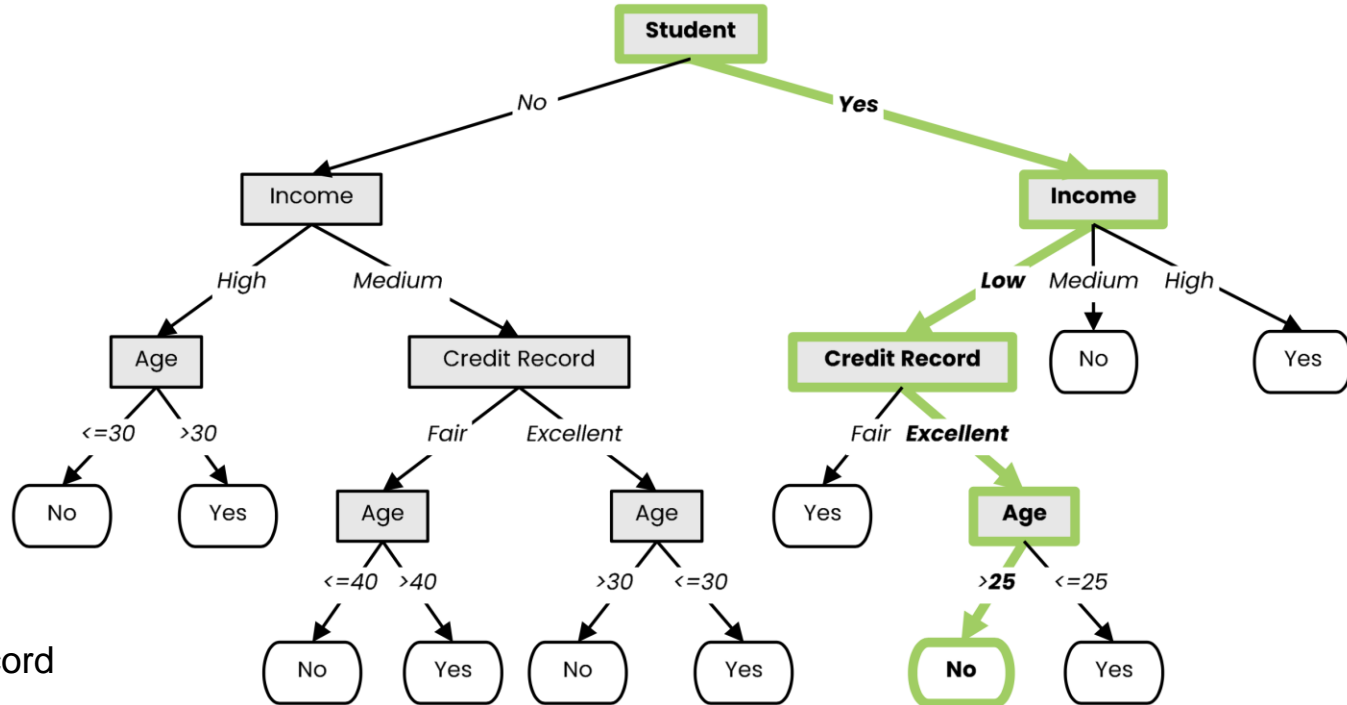 Student
No
Yes
Income
Income
High
Medium
Low
Medium
High
Age
Credit Record
Credit Record
No
Yes
<=30
>30
Fair
Excellent
Fair
Excellent
No
Yes
Age
Age
Yes
Age
<=40
>40
>30
<=30
>25
<=25
cord
No
Yes
No
Yes
No
Yes